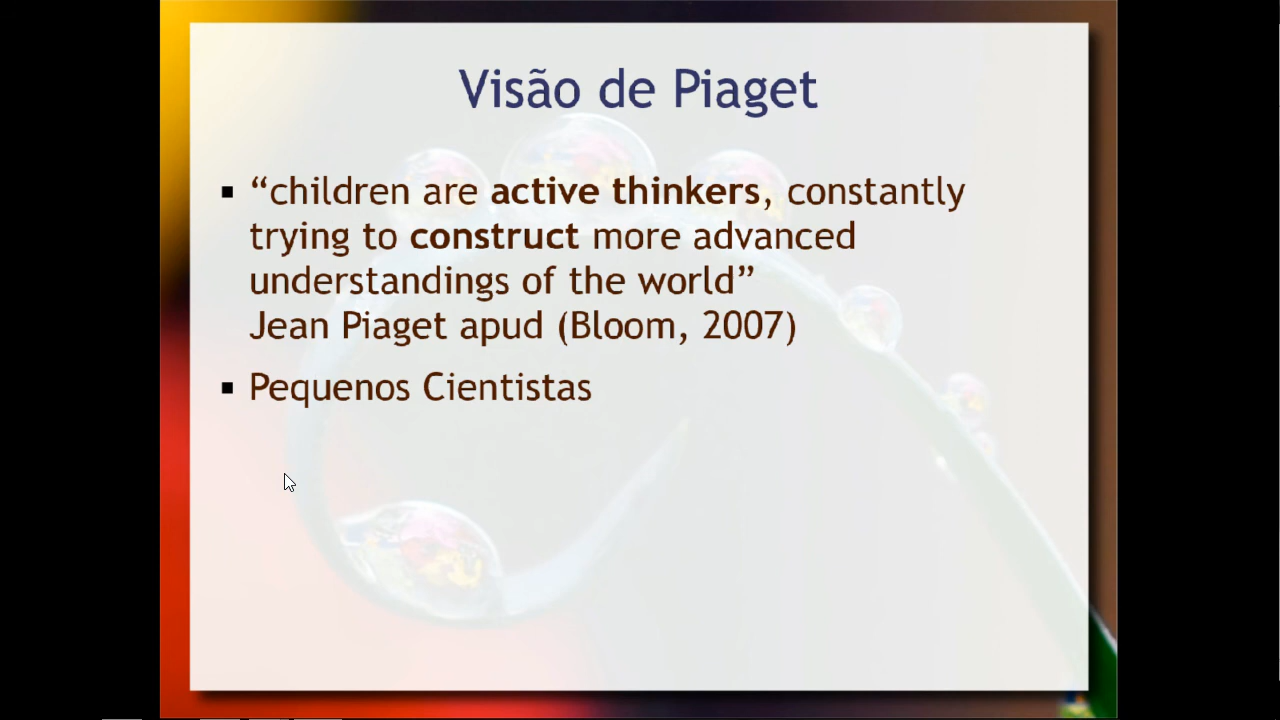 Visão de Piaget
▪ “children are active thinkers, constantly
trying to construct more advanced
understandings of the world”
Jean Piaget apud (Bloom, 2007)
▪ Pequenos Cientistas